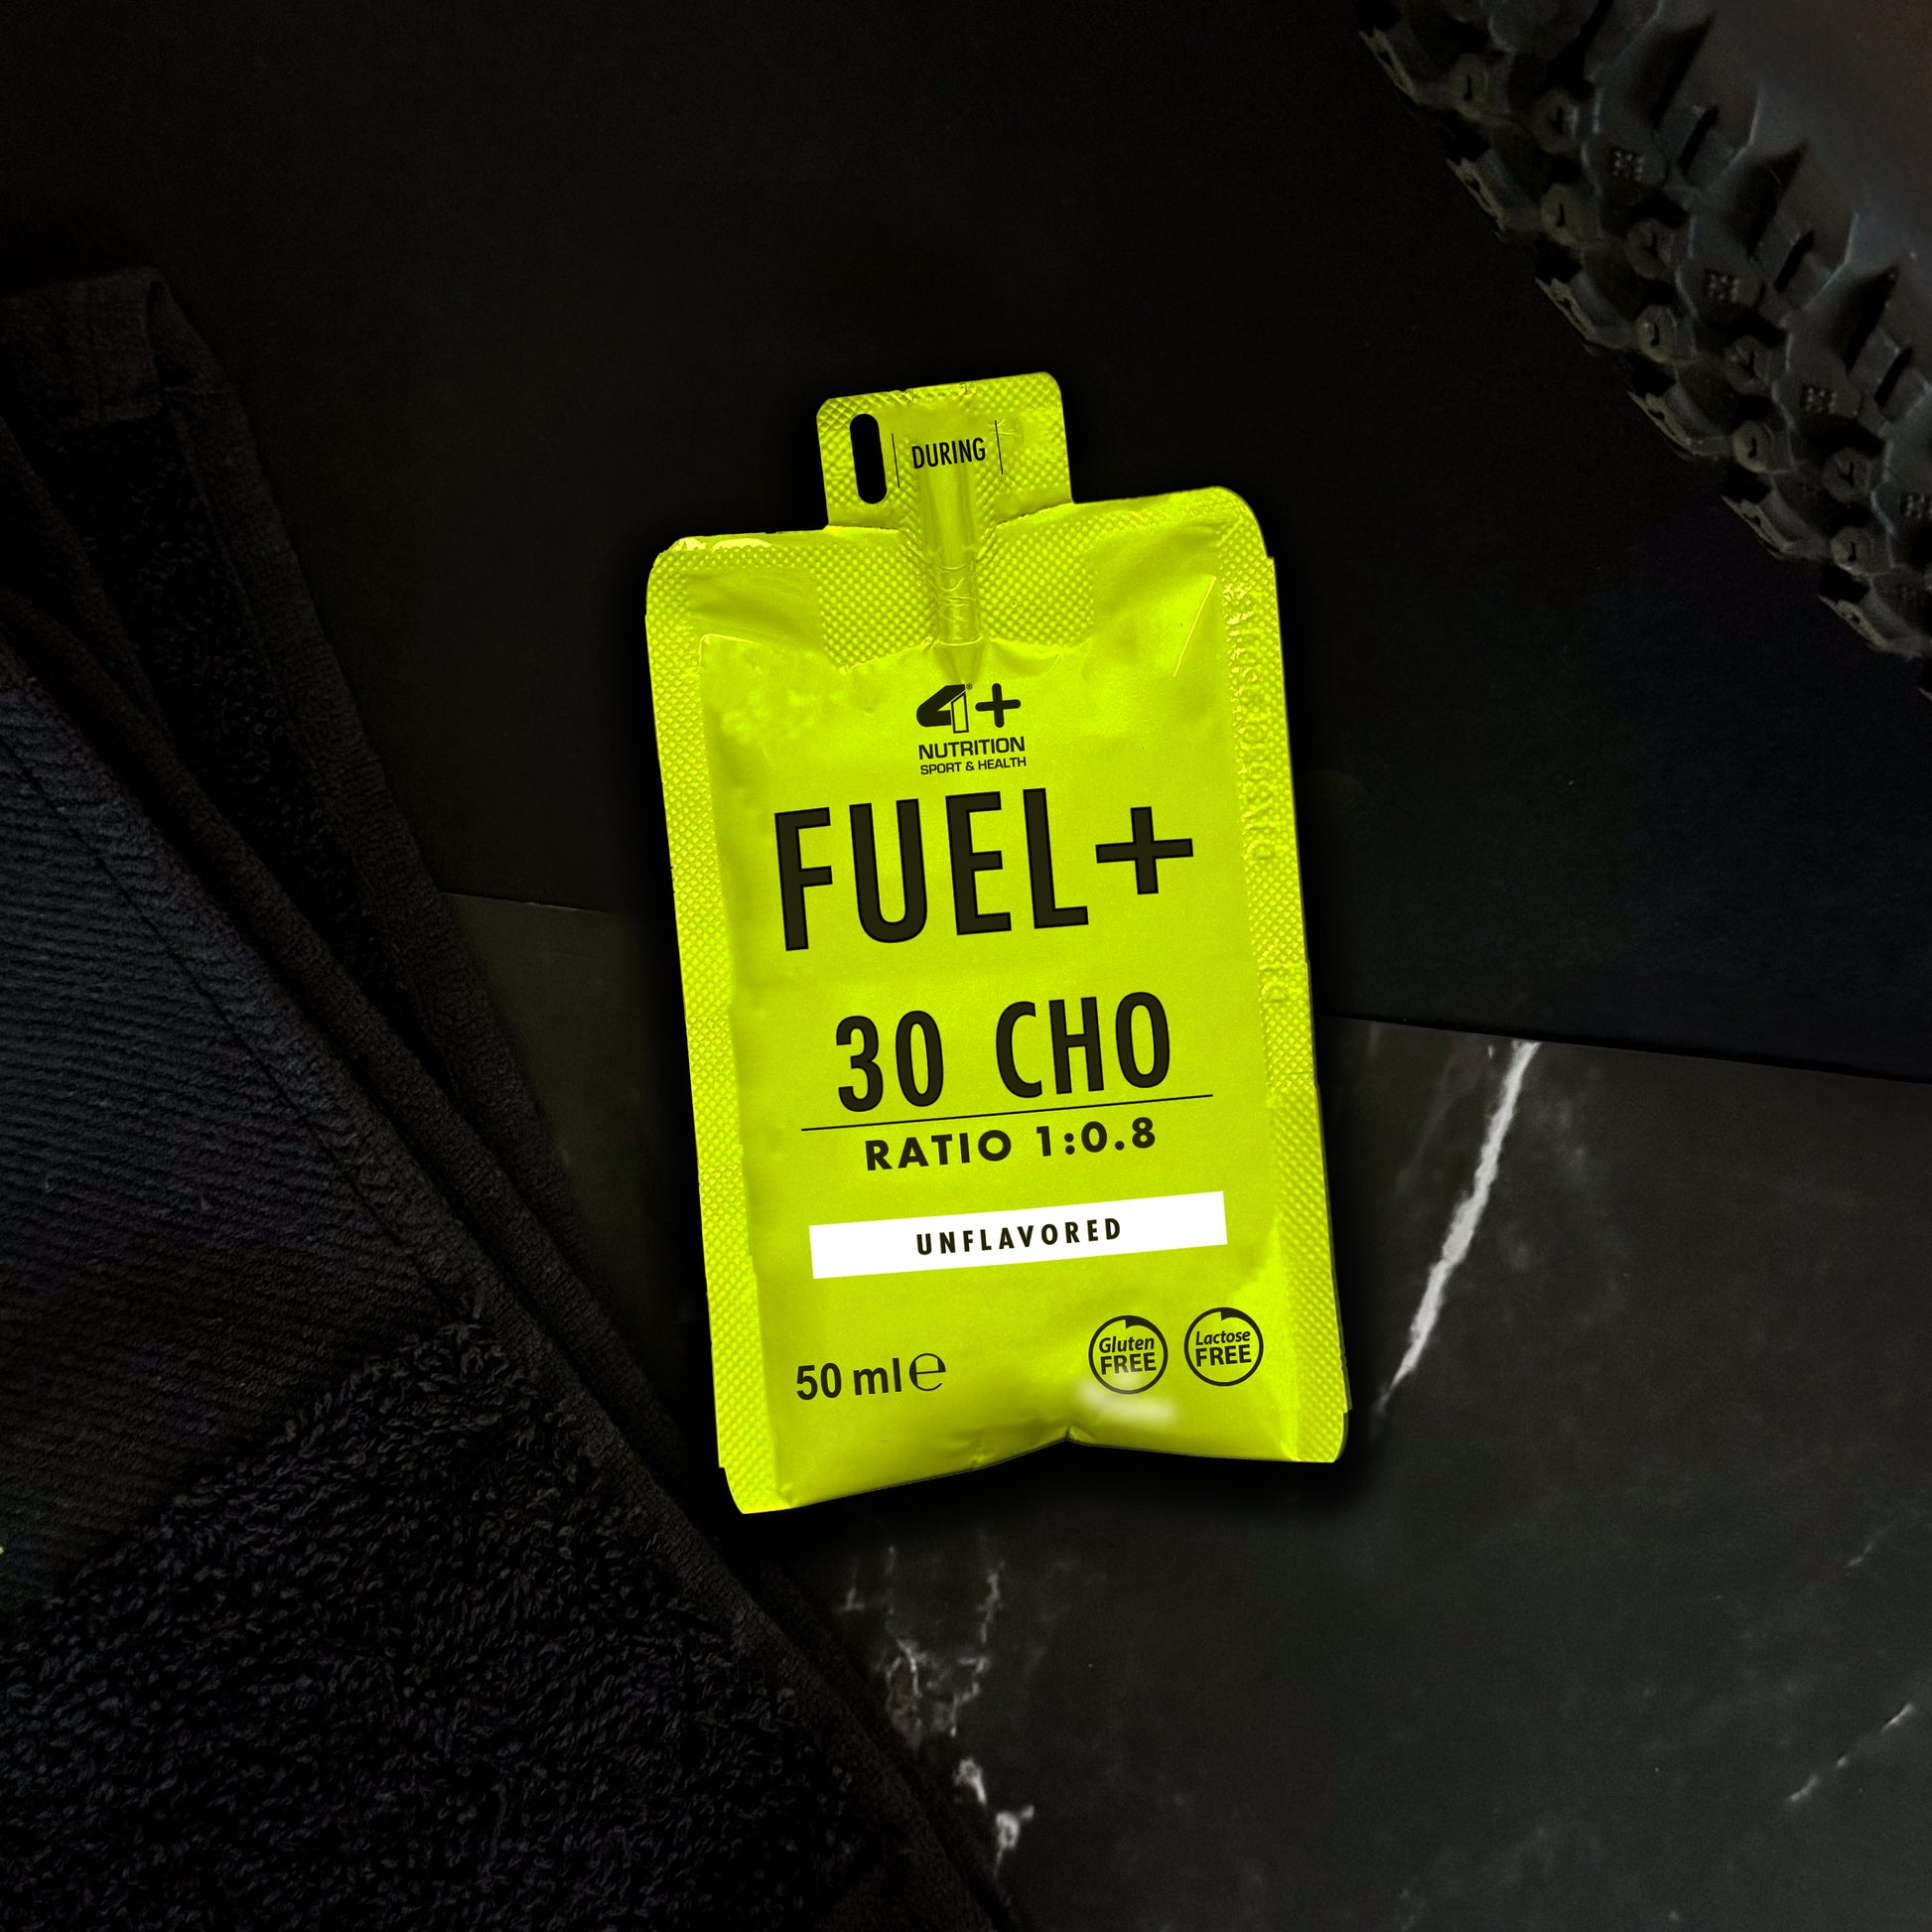 DURING
4+®
NUTRITION
SPORT & HEALTH
FUEL+
30 CHO
RATIO 1:0.8
UNFLAVORED
50 ml ℮
Gluten
FREE
Lactose
FREE